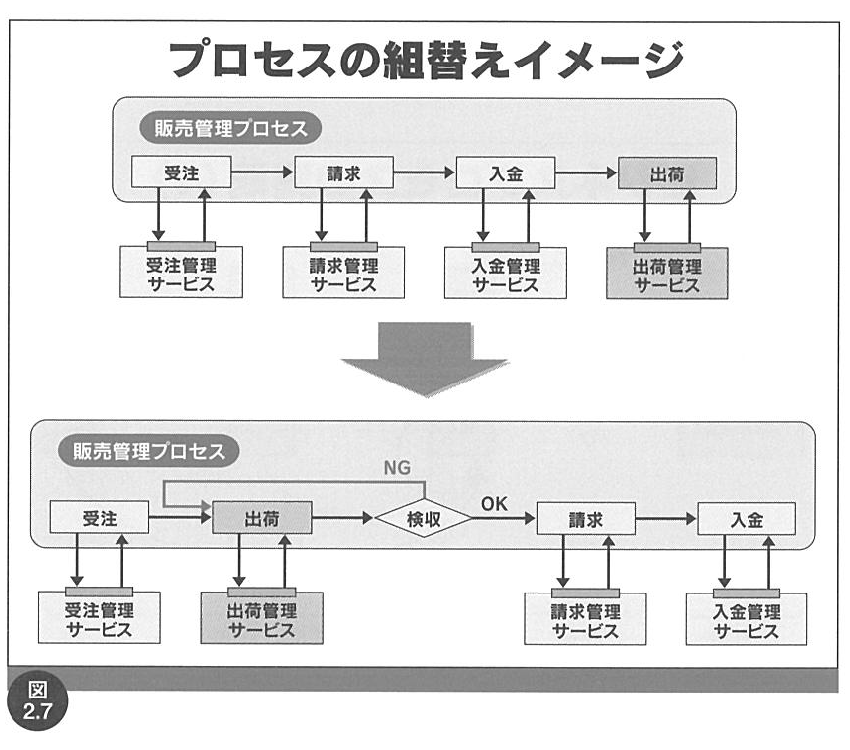 プロセスの組替えイメージ
販売管理プロセス
受注
請求
入金
出荷
受注管理
サービス
請求管理
サービス
入金管理
サービス
出荷管理
サービス
販売管理プロセス
NG
受注
出荷
検収
OK
請求
入金
受注管理
サービス
出荷管理
サービス
請求管理
サービス
入金管理
サービス
図
2.7